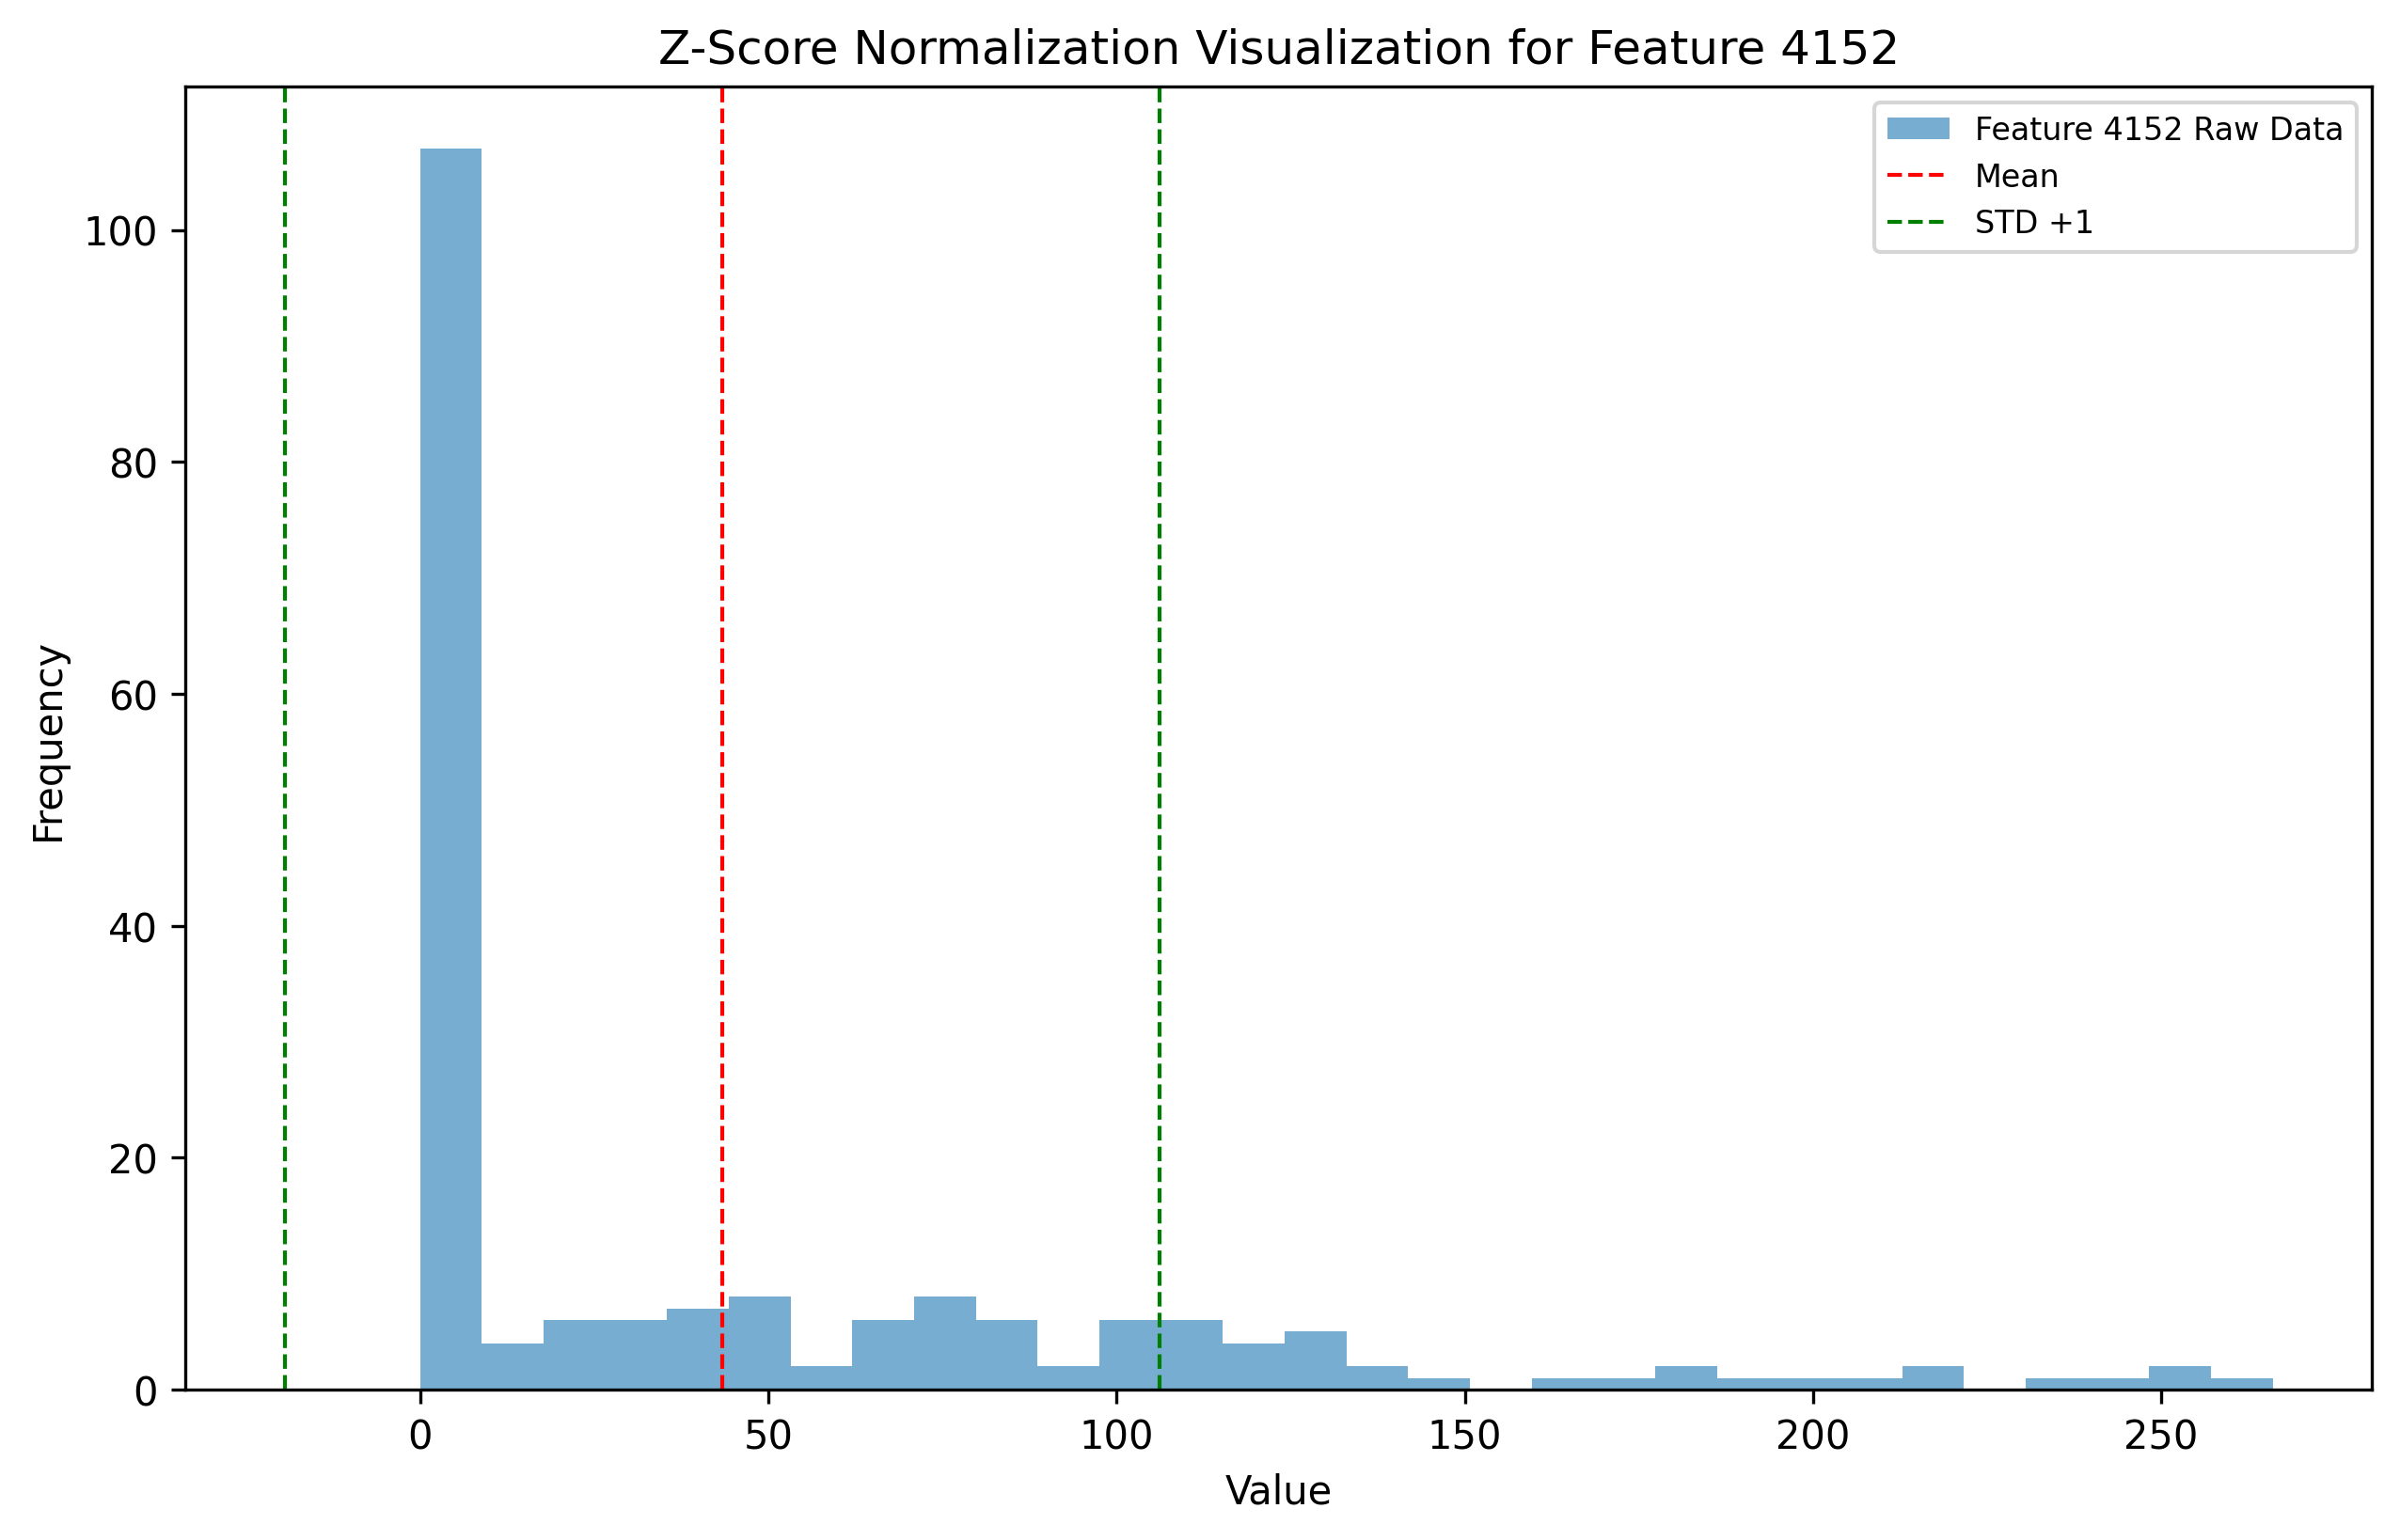 Z-Score Normalization Visualization for Feature 4152
Feature 4152 Raw Data
Mean
STD +1
Frequency
100
80
60
40
20
0
0 50 100 150 200 250
Value